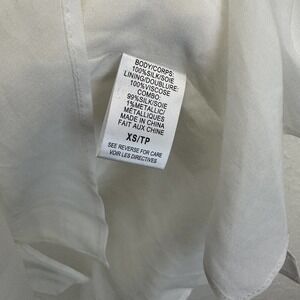 BODY/CORPS:
100%SILK/SOIE
LINING/DOUBLURE:
100%VISCOSE
COMBO:
99%SILK/SOIE
1%METALLIC/
MÉTALLIQUES
MADE IN CHINA
FAIT AUX CHINE
XS/TP
SEE REVERSE FOR CARE
VOIR LES DIRECTIVES